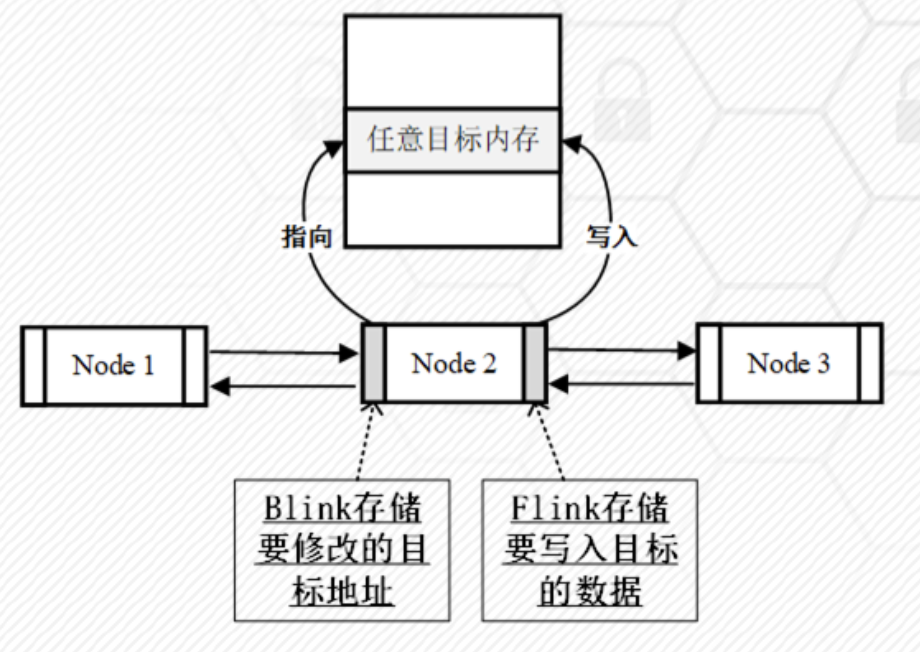 任意目标内存
指向
写入
Node 1
Node 2
Node 3
Blink存储
要修改的目
标地址
Flink存储
要写入目标
的数据